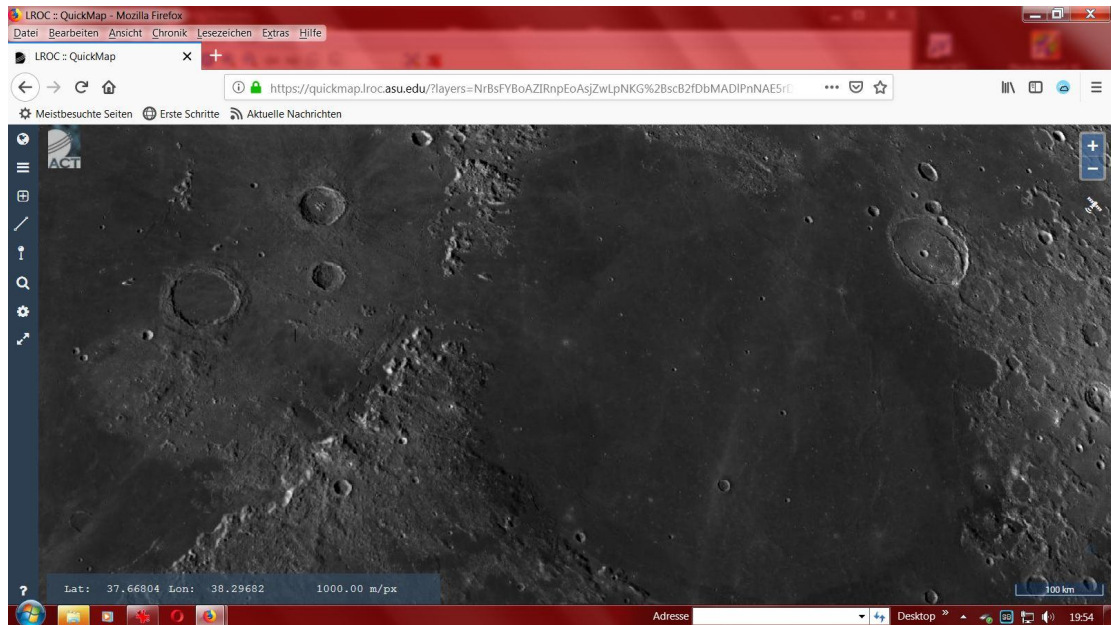 LROC :: QuickMap - Mozilla Firefox
Datei Bearbeiten Ansicht Chronik Lesezeichen Extras Hilfe
LROC :: QuickMap
https://quickmap.lroc.asu.edu/?layers=NrBsFYBoAZIRnpEoAsjZwLpNKG%2BscB2fDbMADlPnNAE5r
Meistbesuchte Seiten Erste Schritte Aktuelle Nachrichten
ACT
+
−
? Lat: 37.66804 Lon: 38.29682 1000.00 m/px 100 km
Adresse Desktop » 19:54